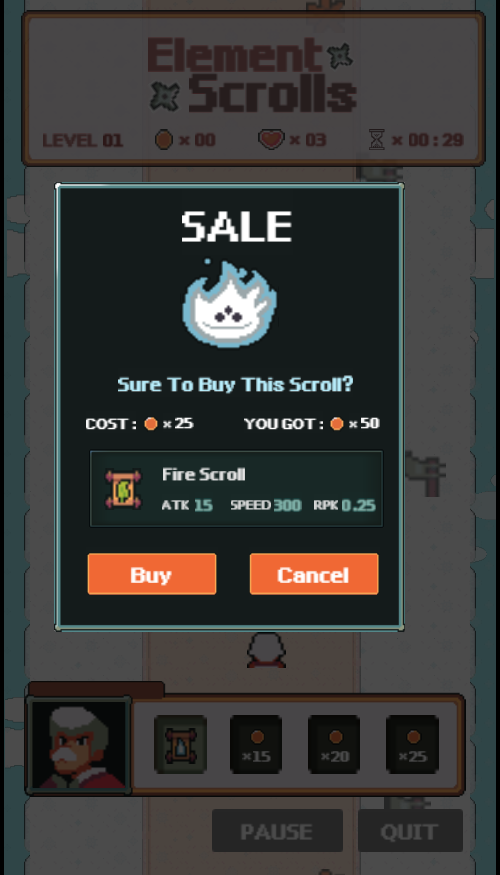 Element
Scrolls
LEVEL 01 × 00 × 03 × 00:29
SALE
Sure To Buy This Scroll?
COST: ×25 YOU GOT: ×50
Fire Scroll
ATK 15 SPEED 300 RPK 0.25
Buy Cancel
×15 ×20 ×25
PAUSE QUIT